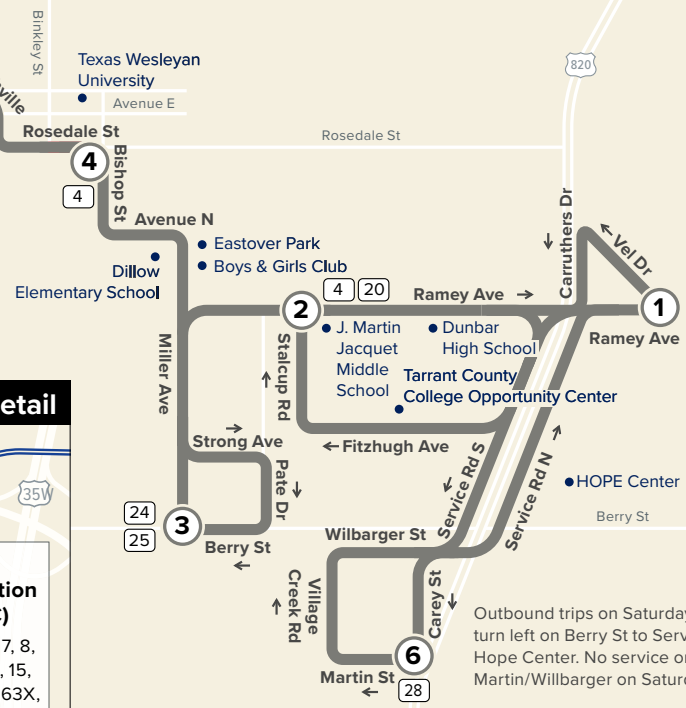 Binkley St
820
Texas Wesleyan
University
ville
Avenue E
Rosedale St
Rosedale St
4
Bishop St
4
Avenue N
Carruthers Dr
Vel Dr
Eastover Park
Boys & Girls Club
Dillow
Elementary School
4 20
Ramey Ave
2
1
Ramey Ave
Miller Ave
Stalcup Rd
J. Martin
Jacquet
Middle
School
Dunbar
High School
Tarrant County
College Opportunity Center
etail
Strong Ave
Fitzhugh Ave
Pate Dr
Service Rd S
Service Rd N
HOPE Center
35W
24
25
3
Berry St
Berry St
Wilbarger St
Village
Creek Rd
Carey St
tion
)
7, 8,
, 15,
63X,
6
Martin St
28
Outbound trips on Saturday
turn left on Berry St to Serv
Hope Center. No service on
Martin/Willbarger on Saturd